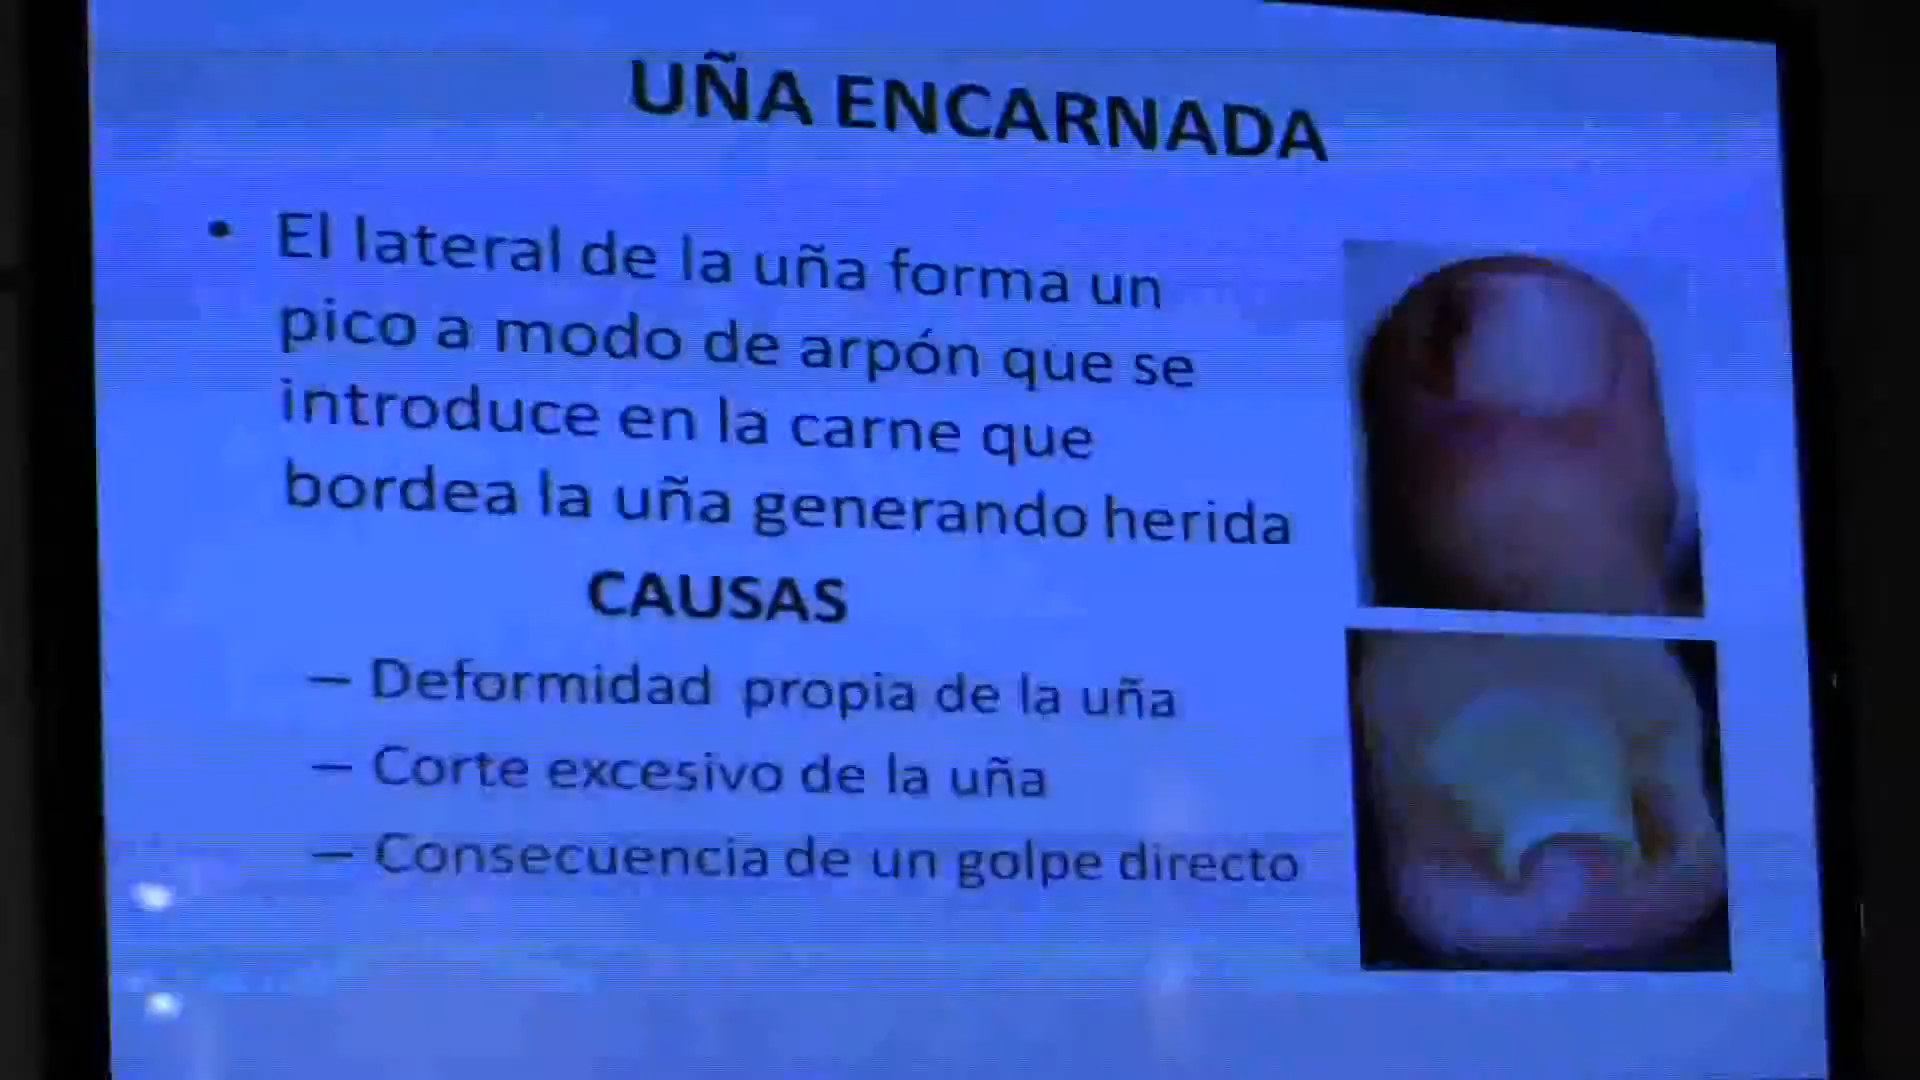 UÑA ENCARNADA
• El lateral de la uña forma un
pico a modo de arpón que se
introduce en la carne que
bordea la uña generando herida
CAUSAS
– Deformidad propia de la uña
– Corte excesivo de la uña
– Consecuencia de un golpe directo